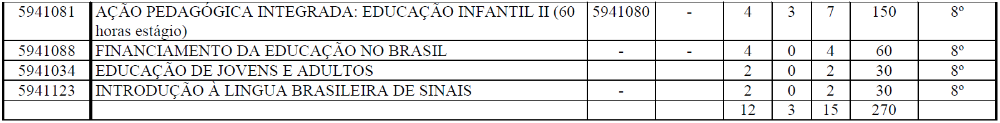 5941081 AÇÃO PEDAGÓGICA INTEGRADA: EDUCAÇÃO INFANTIL II (60 5941080 - 4 3 7 150 8º
horas estágio)
5941088 FINANCIAMENTO DA EDUCAÇÃO NO BRASIL - - 4 0 4 60 8º
5941034 EDUCAÇÃO DE JOVENS E ADULTOS 2 0 2 30 8º
5941123 INTRODUÇÃO À LINGUA BRASILEIRA DE SINAIS - 2 0 2 30 8º
12 3 15 270